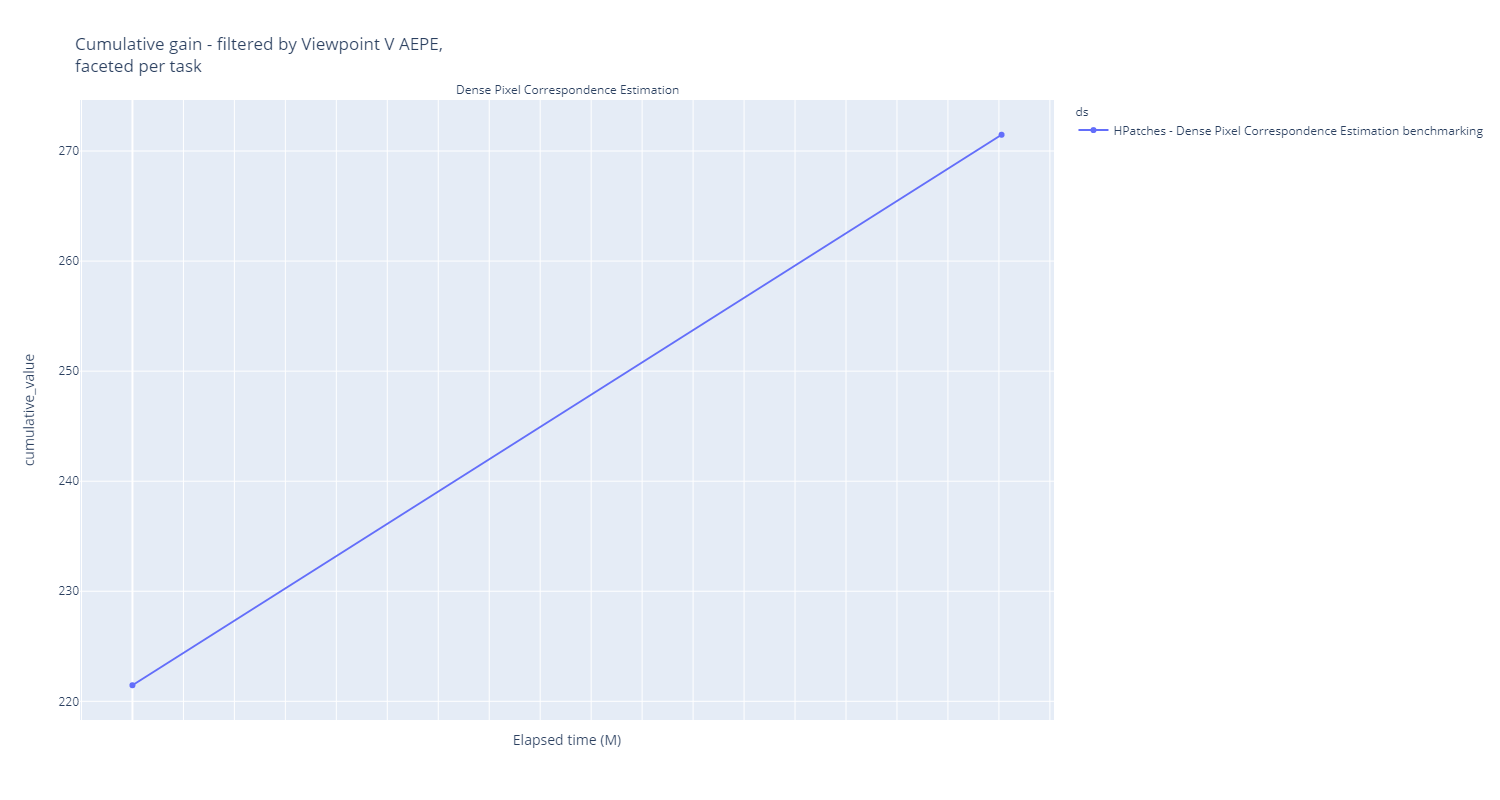 Cumulative gain - filtered by Viewpoint V AEPE,
faceted per task
Dense Pixel Correspondence Estimation
ds
HPatches - Dense Pixel Correspondence Estimation benchmarking
270
260
250
240
230
220
cumulative_value
Elapsed time (M)